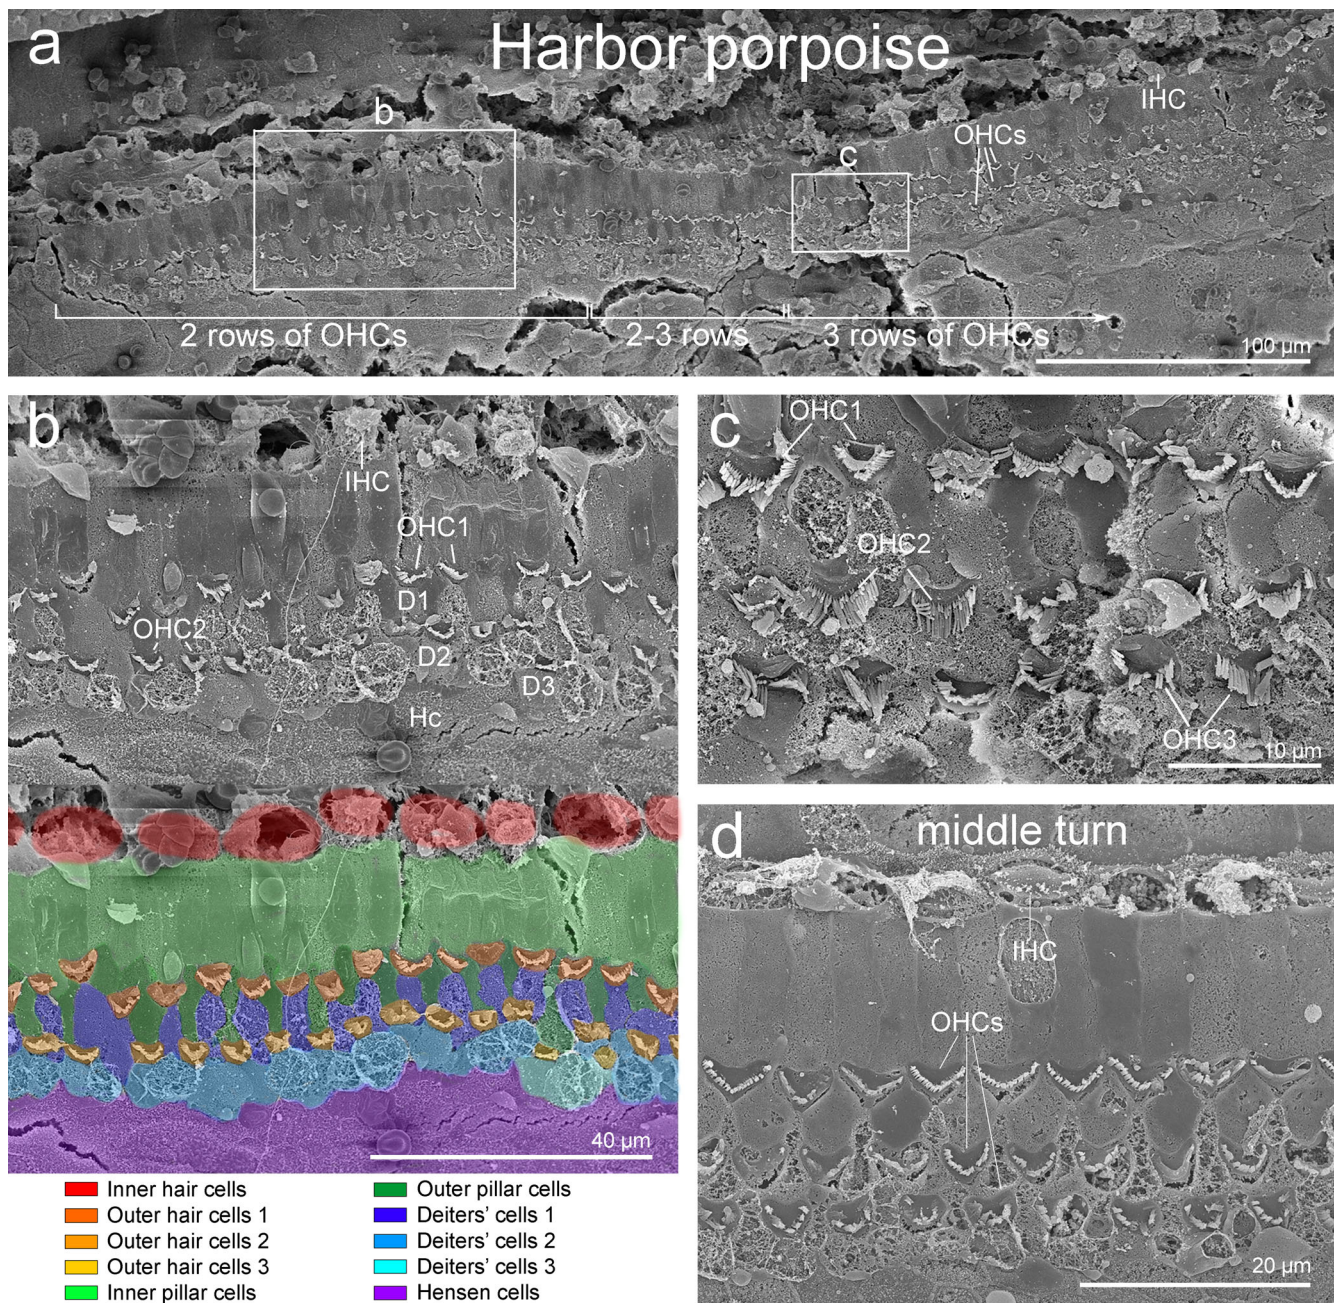 a
Harbor porpoise
IHC
b
OHCs
c
2 rows of OHCs
2-3 rows
3 rows of OHCs
100 µm
b
IHC
OHC1
D1
OHC2
D2
D3
Hc
40 µm
c
OHC1
OHC2
OHC3
10 µm
d
middle turn
IHC
OHCs
20 µm
Inner hair cells
Outer hair cells 1
Outer hair cells 2
Outer hair cells 3
Inner pillar cells
Outer pillar cells
Deiters’ cells 1
Deiters’ cells 2
Deiters’ cells 3
Hensen cells